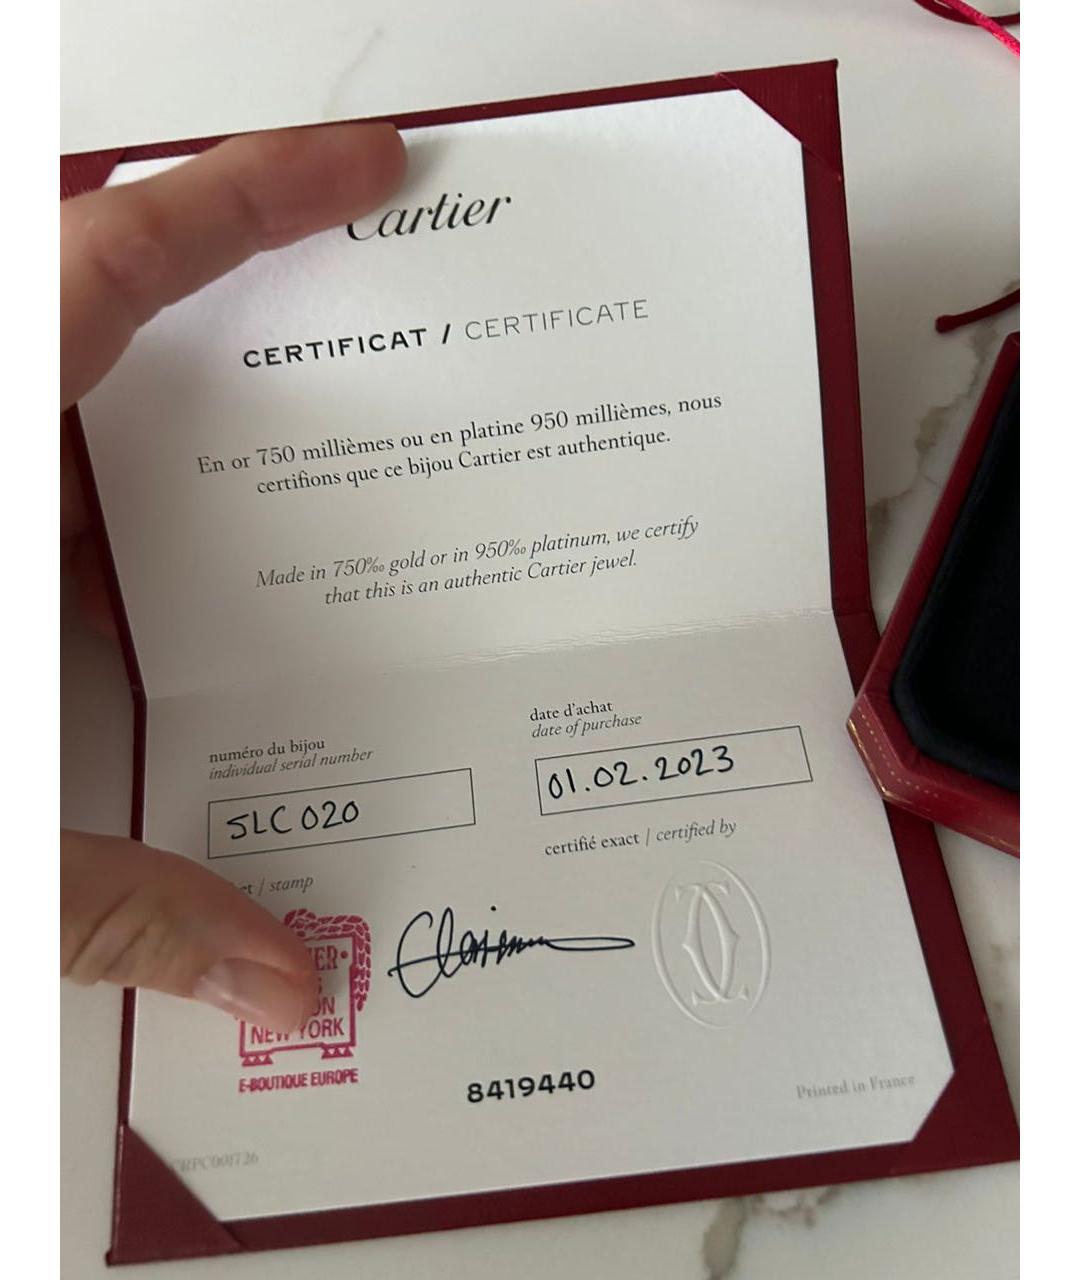 Cartier
CERTIFICAT / CERTIFICATE
En or 750 millièmes ou en platine 950 millièmes, nous
certifions que ce bijou Cartier est authentique.
Made in 750‰ gold or in 950‰ platinum, we certify
that this is an authentic Cartier jewel.
numéro du bijou
individual serial number
SLC020
date d'achat
date of purchase
01.02.2023
certifié exact / certified by
/ stamp
NEW YORK
E-BOUTIQUE EUROPE
8419440
Printed in France
CRPC001726